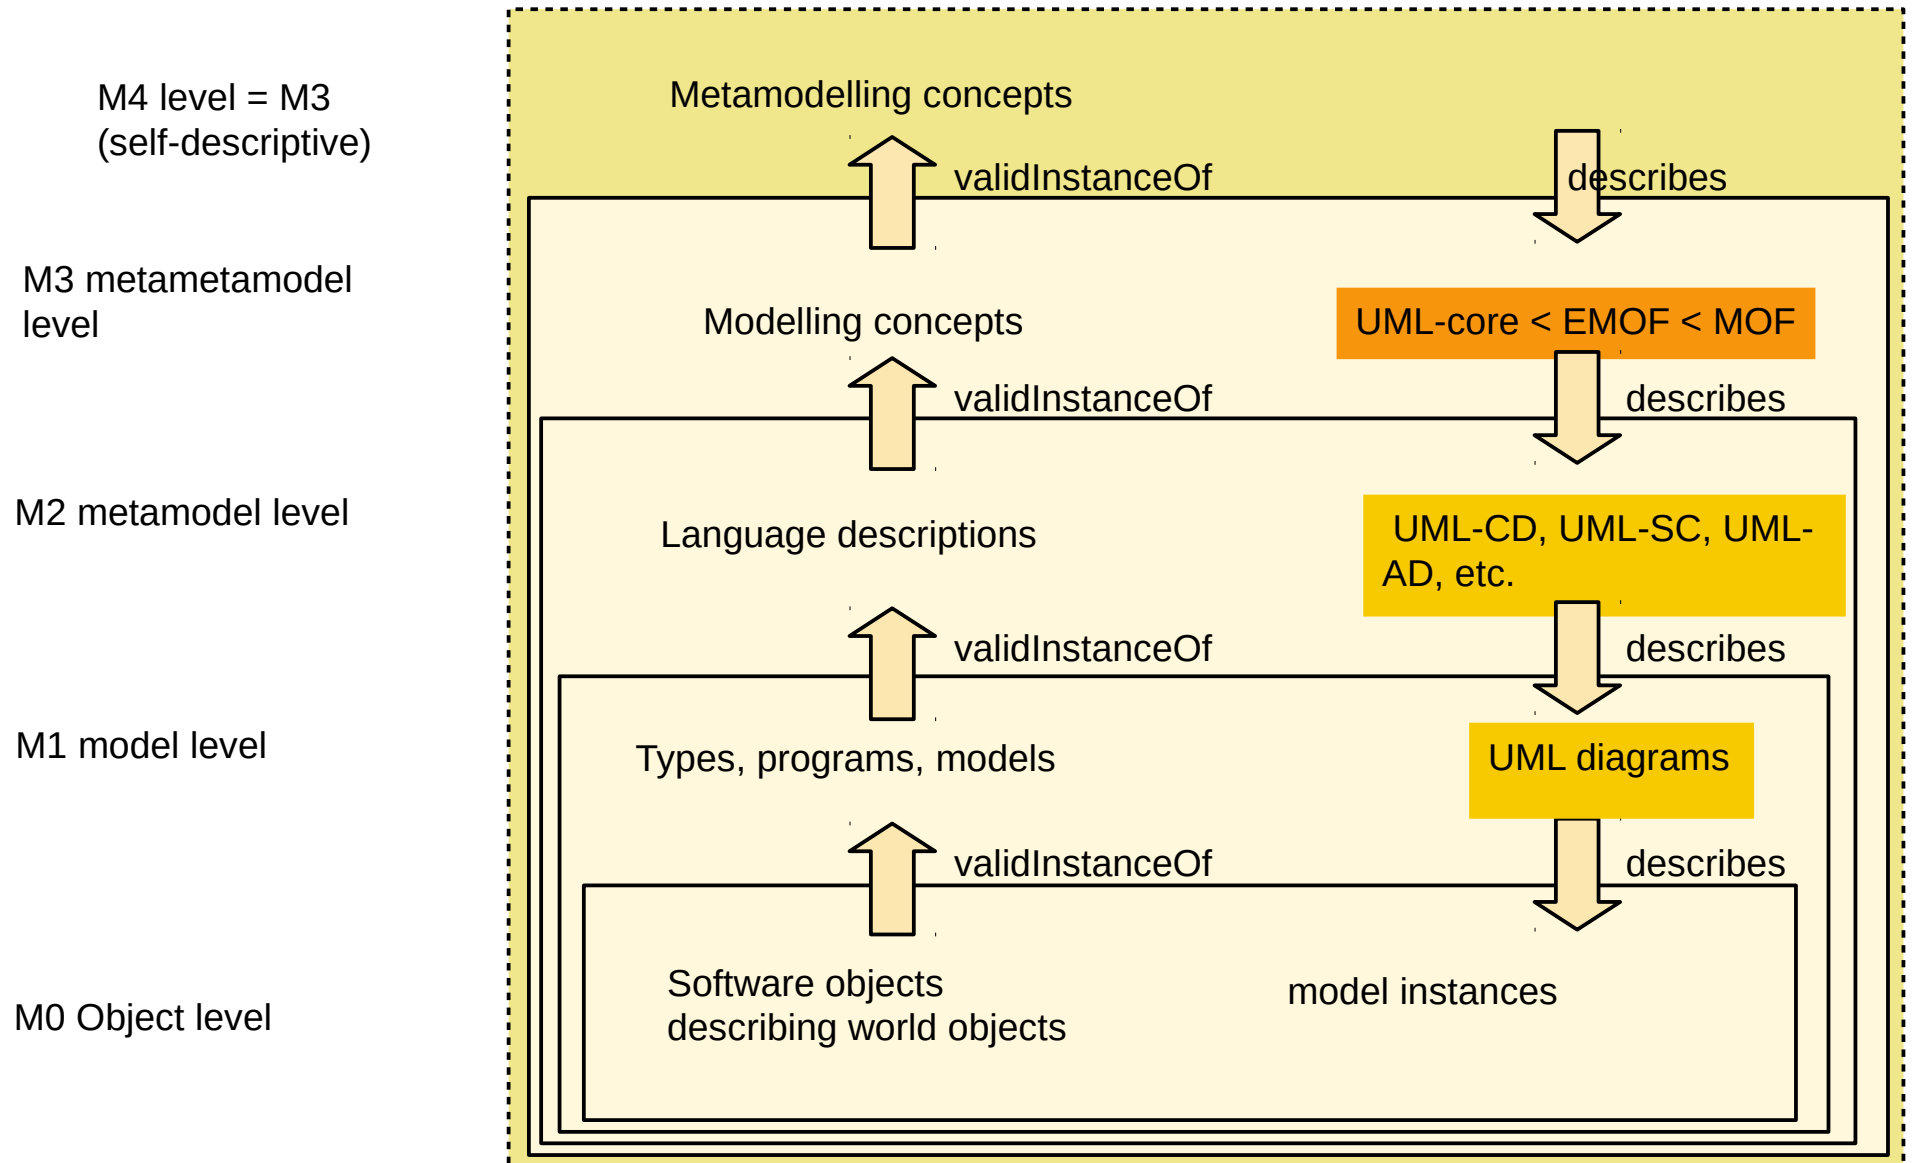 M4 level = M3
(self-descriptive)
Metamodelling concepts
validInstanceOf
describes
M3 metametamodel
level
Modelling concepts
UML-core < EMOF < MOF
validInstanceOf
describes
M2 metamodel level
Language descriptions
UML-CD, UML-SC, UML-
AD, etc.
validInstanceOf
describes
M1 model level
Types, programs, models
UML diagrams
validInstanceOf
describes
M0 Object level
Software objects
describing world objects
model instances